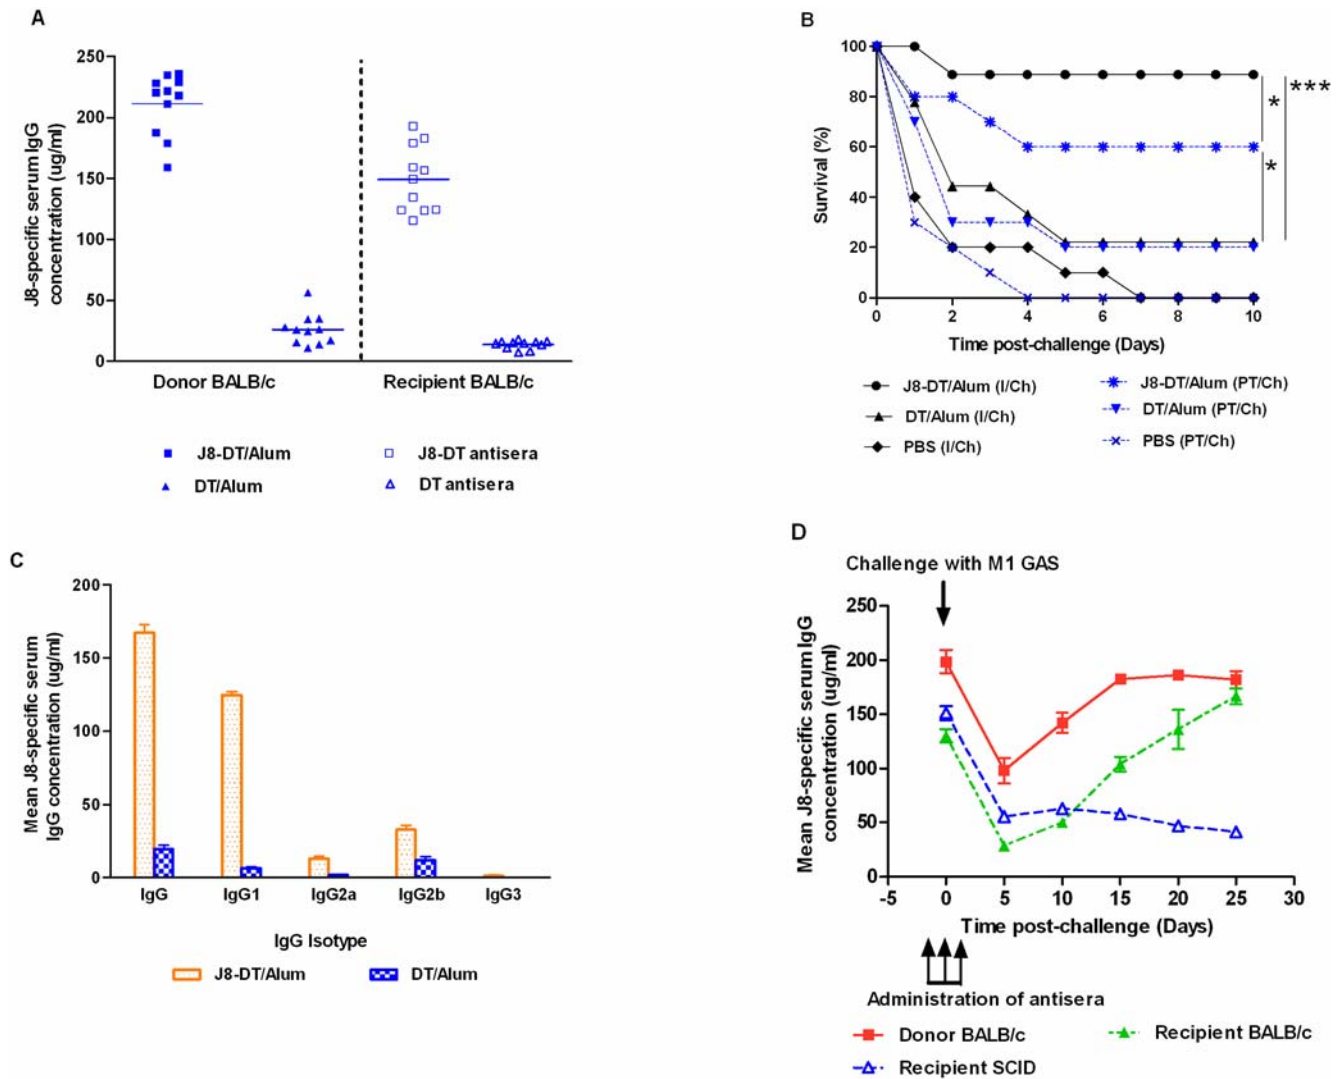 A
J8-specific serum IgG
concentration (ug/ml)
250
200
150
100
50
0
Donor BALB/c
Recipient BALB/c
J8-DT/Alum
DT/Alum
J8-DT antisera
DT antisera
B
Survival (%)
100
80
60
40
20
0
0 2 4 6 8 10
*
*
***
Time post-challenge (Days)
J8-DT/Alum (I/Ch)
DT/Alum (I/Ch)
PBS (I/Ch)
J8-DT/Alum (PT/Ch)
DT/Alum (PT/Ch)
PBS (PT/Ch)
C
Mean J8-specific serum
IgG concentration (ug/ml)
200
150
100
50
0
IgG IgG1 IgG2a IgG2b IgG3
IgG Isotype
J8-DT/Alum
DT/Alum
D
Challenge with M1 GAS
Mean J8-specific serum IgG
concentration (ug/ml)
250
200
150
100
50
0
-5 0 5 10 15 20 25 30
Time post-challenge (Days)
Administration of antisera
Donor BALB/c
Recipient BALB/c
Recipient SCID